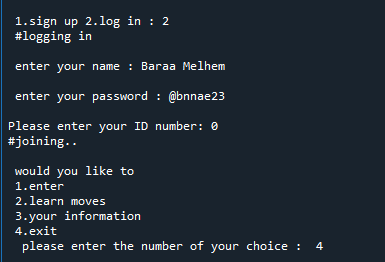 1.sign up 2.log in : 2
#logging in
enter your name : Baraa Melhem
enter your password : @bnnae23
Please enter your ID number: 0
#joining..
would you like to
1.enter
2.learn moves
3.your information
4.exit
please enter the number of your choice :  4